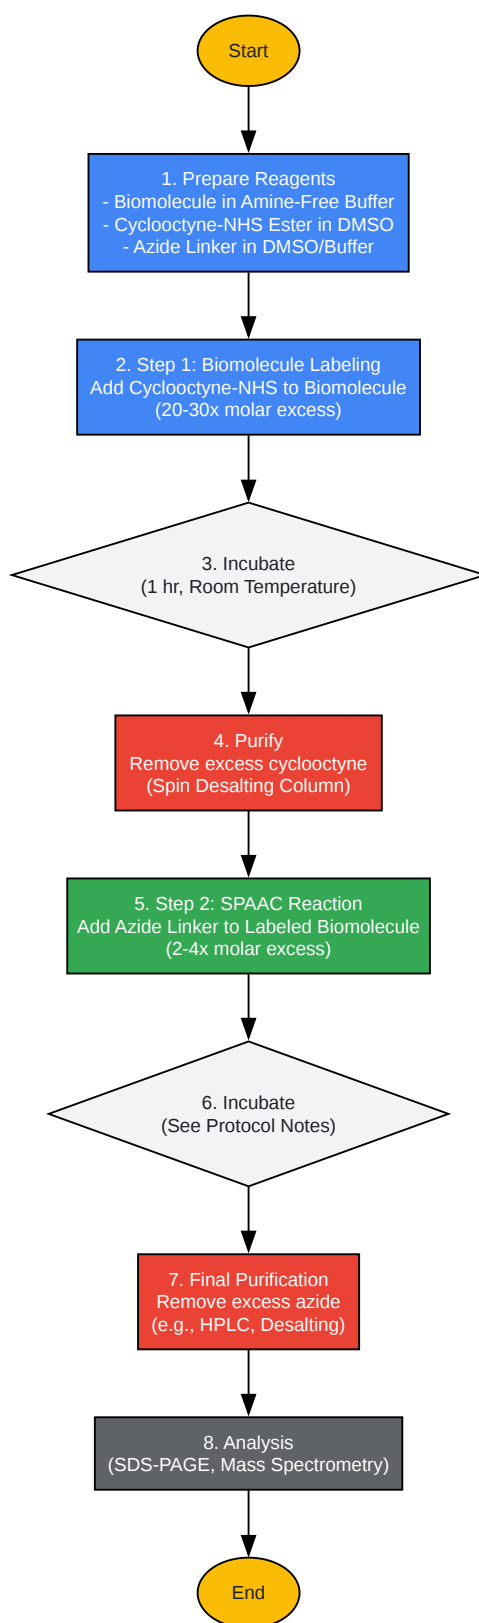 Start
1. Prepare Reagents
- Biomolecule in Amine-Free Buffer
- Cyclooctyne-NHS Ester in DMSO
- Azide Linker in DMSO/Buffer
2. Step 1: Biomolecule Labeling
Add Cyclooctyne-NHS to Biomolecule
(20-30x molar excess)
3. Incubate
(1 hr, Room Temperature)
4. Purify
Remove excess cyclooctyne
(Spin Desalting Column)
5. Step 2: SPAAC Reaction
Add Azide Linker to Labeled Biomolecule
(2-4x molar excess)
6. Incubate
(See Protocol Notes)
7. Final Purification
Remove excess azide
(e.g., HPLC, Desalting)
8. Analysis
(SDS-PAGE, Mass Spectrometry)
End